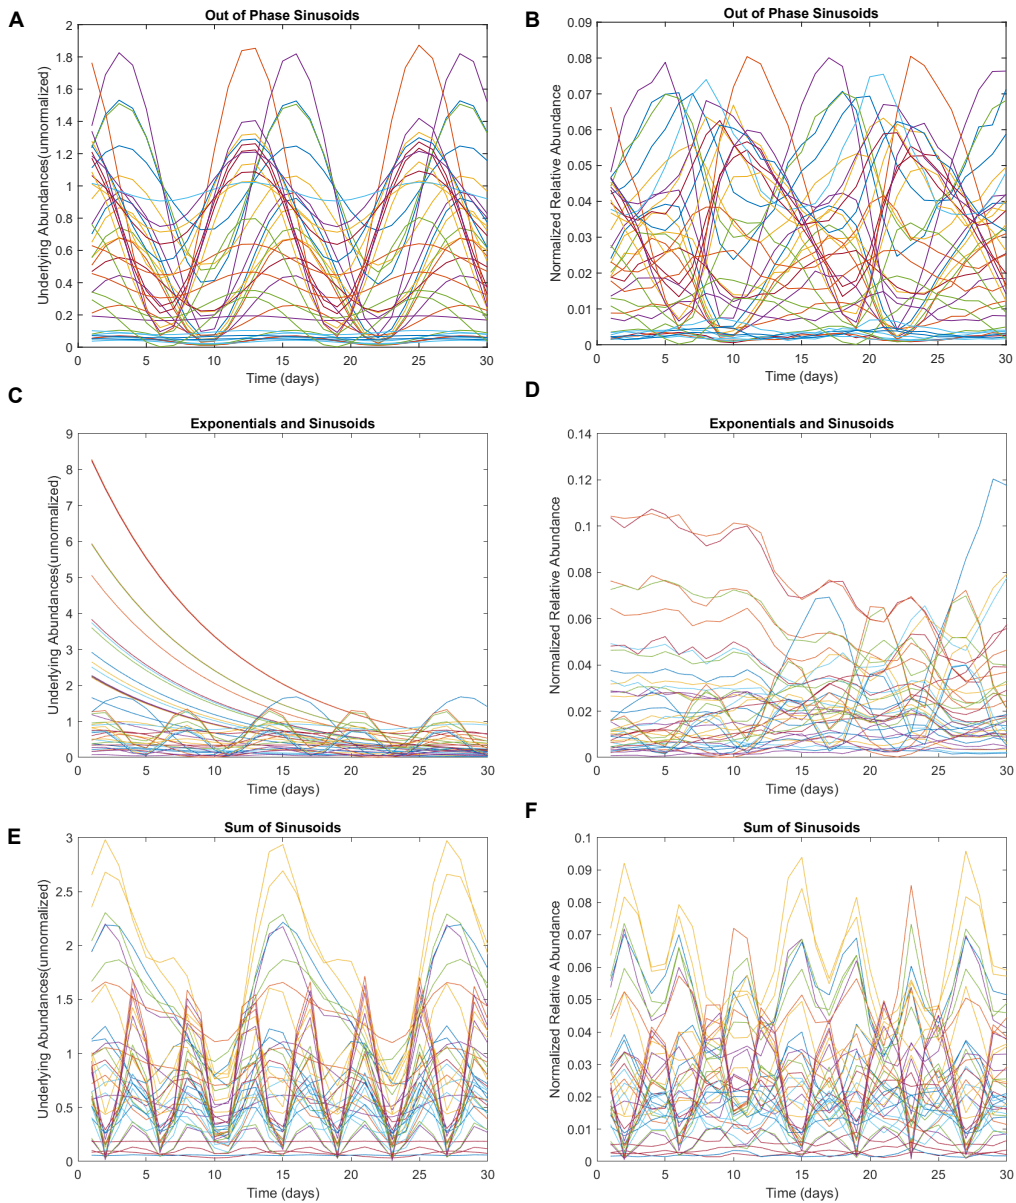 A
Out of Phase Sinusoids
Underlying Abundances(unnormalized)
2
1.8
1.6
1.4
1.2
1
0.8
0.6
0.4
0.2
0
0 5 10 15 20 25 30
Time (days)
B
Out of Phase Sinusoids
Normalized Relative Abundance
0.09
0.08
0.07
0.06
0.05
0.04
0.03
0.02
0.01
0
0 5 10 15 20 25 30
Time (days)
C
Exponentials and Sinusoids
Underlying Abundances(unnormalized)
9
8
7
6
5
4
3
2
1
0
0 5 10 15 20 25 30
Time (days)
D
Exponentials and Sinusoids
Normalized Relative Abundance
0.14
0.12
0.1
0.08
0.06
0.04
0.02
0
0 5 10 15 20 25 30
Time (days)
E
Sum of Sinusoids
Underlying Abundances(unnormalized)
3
2.5
2
1.5
1
0.5
0
0 5 10 15 20 25 30
Time (days)
F
Sum of Sinusoids
Normalized Relative Abundance
0.1
0.09
0.08
0.07
0.06
0.05
0.04
0.03
0.02
0.01
0
0 5 10 15 20 25 30
Time (days)